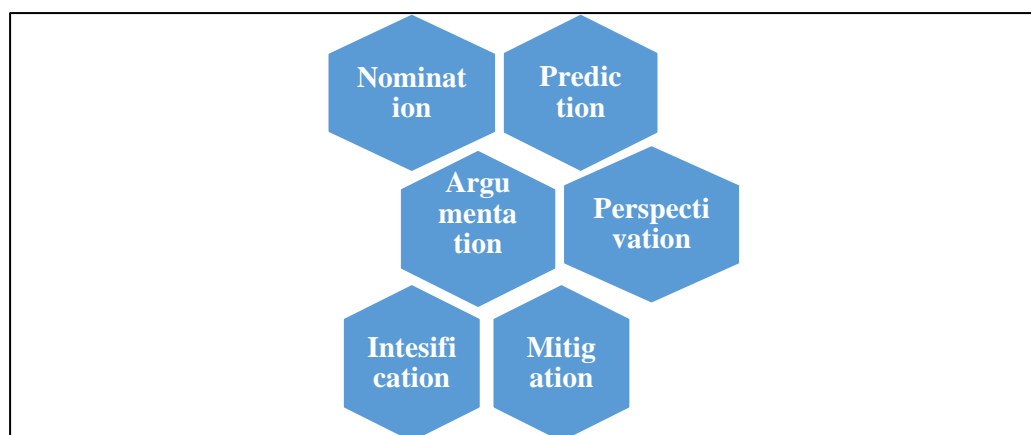 Nominat
ion
Predic
tion
Argu
menta
tion
Perspecti
vation
Intesifi
cation
Mitig
ation